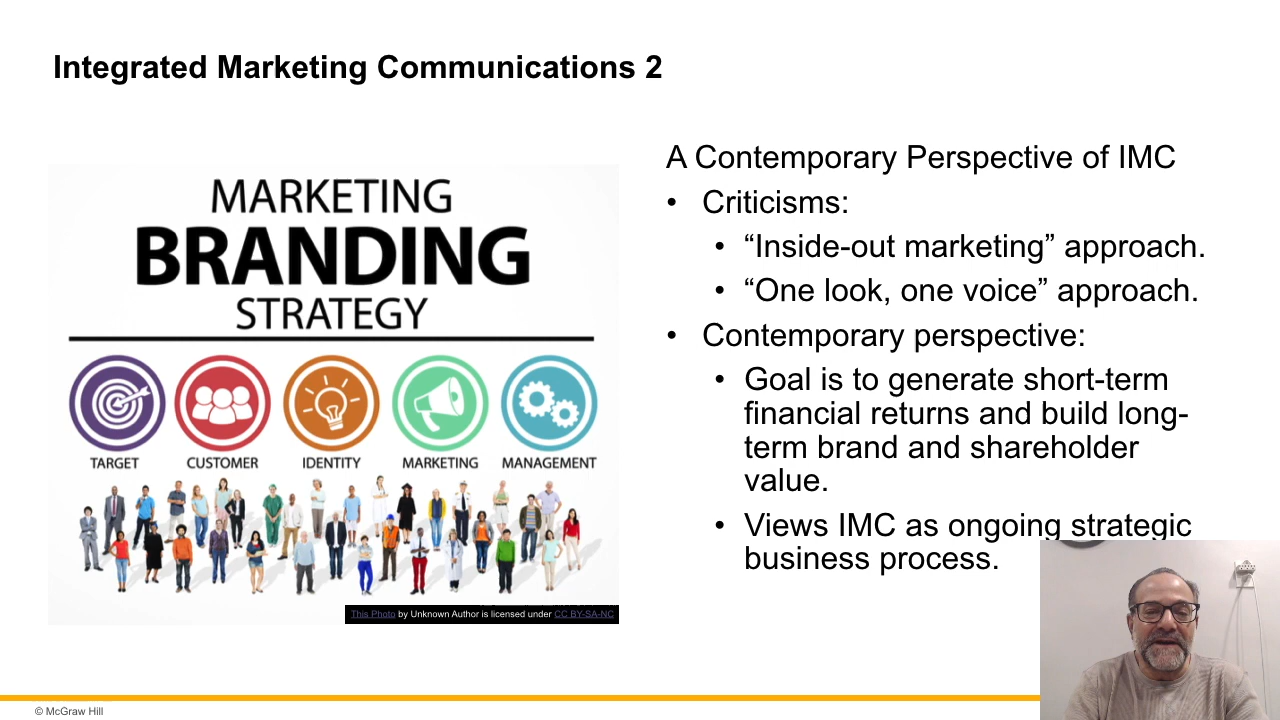 Integrated Marketing Communications 2
MARKETING
BRANDING
STRATEGY
TARGET
CUSTOMER
IDENTITY
MARKETING
MANAGEMENT
This Photo by Unknown Author is licensed under CC BY-SA-NC
A Contemporary Perspective of IMC
• Criticisms:
• “Inside-out marketing” approach.
• “One look, one voice” approach.
• Contemporary perspective:
• Goal is to generate short-term
financial returns and build long-
term brand and shareholder
value.
• Views IMC as ongoing strategic
business process.
© McGraw Hill